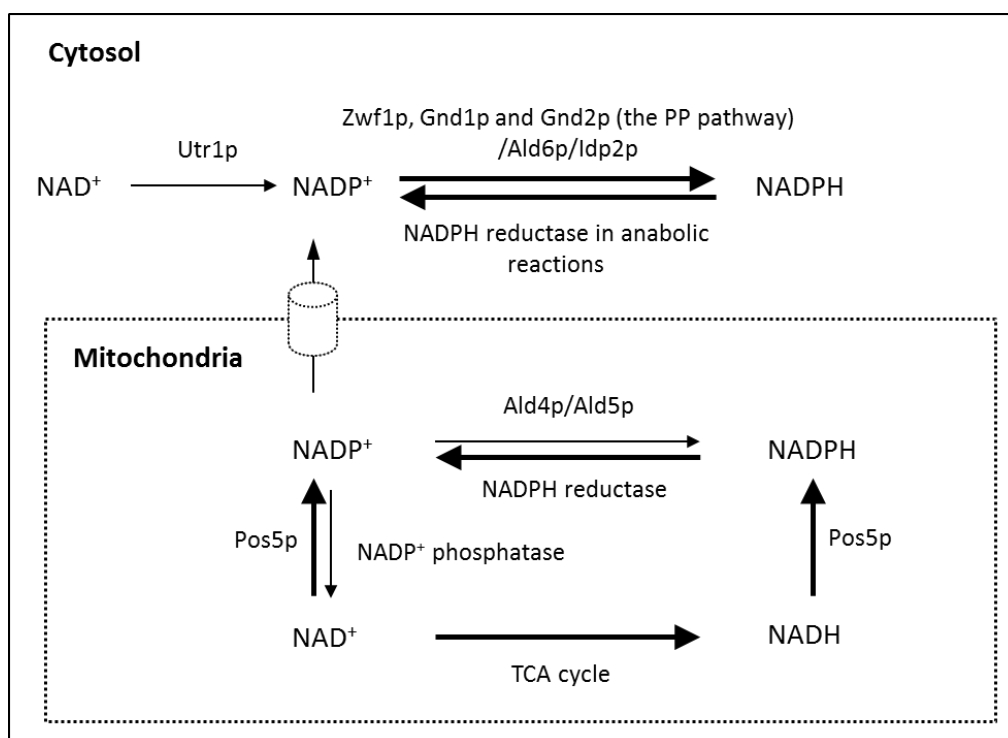 Cytosol
Zwf1p, Gnd1p and Gnd2p (the PP pathway)
/Ald6p/Idp2p
Utr1p
NAD⁺
NADP⁺
NADPH
NADPH reductase in anabolic
reactions
Mitochondria
Ald4p/Ald5p
NADP⁺
NADPH
NADPH reductase
Pos5p
NADP⁺ phosphatase
Pos5p
NAD⁺
NADH
TCA cycle